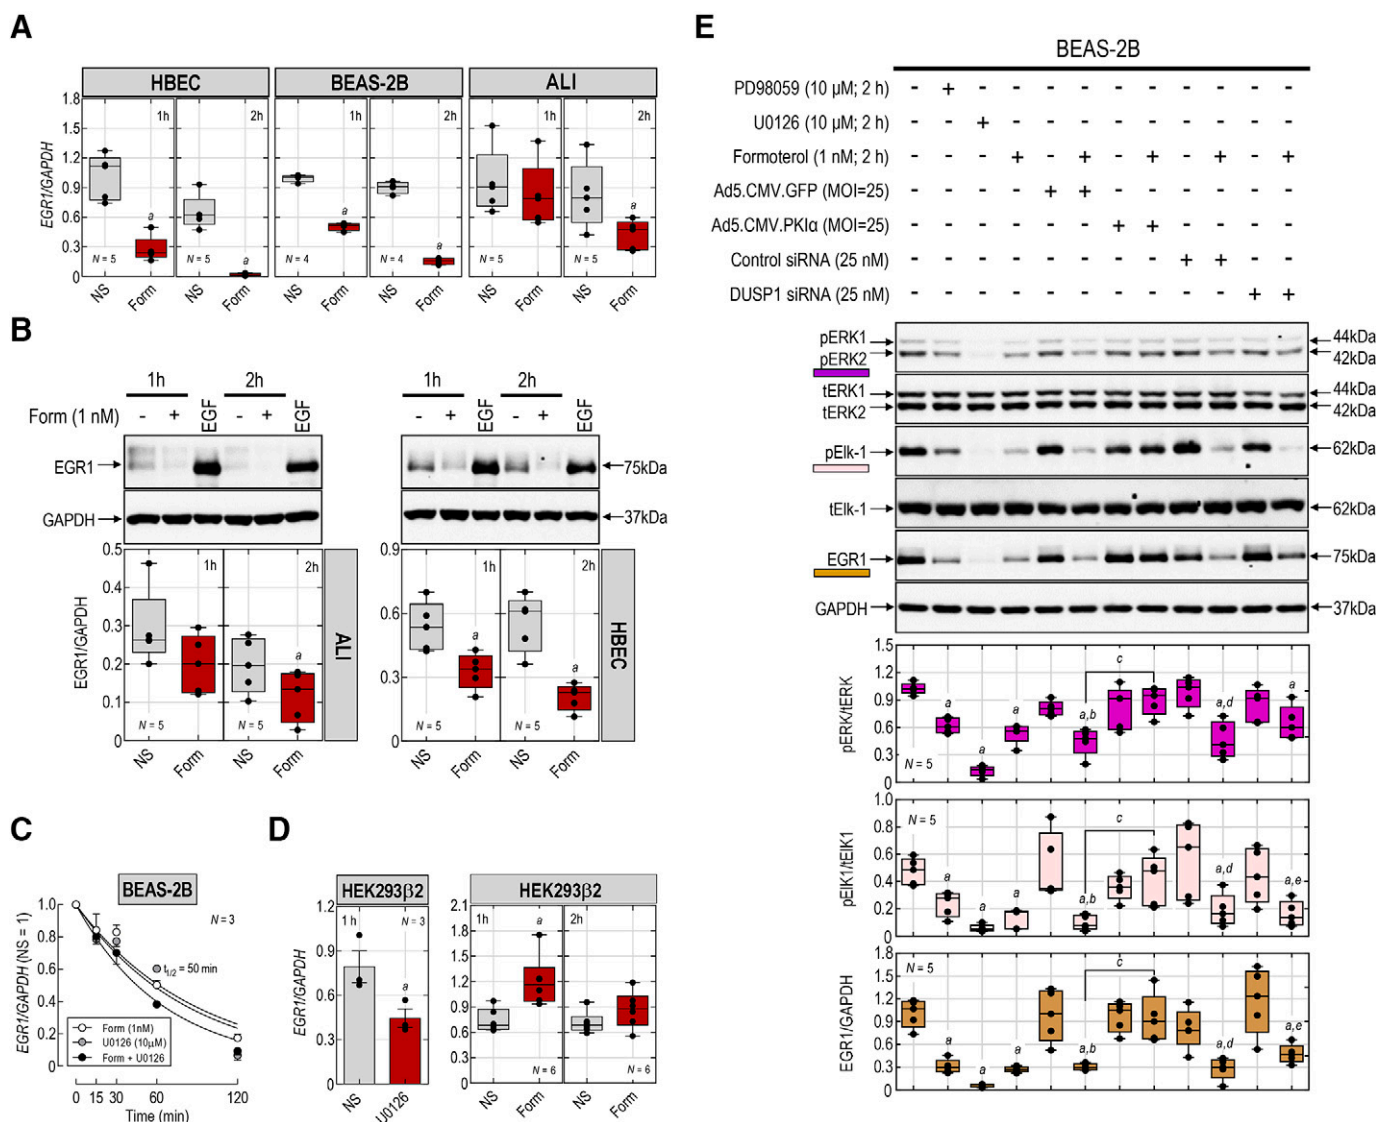 A
HBEC BEAS-2B ALI
1h 2h 1h 2h 1h 2h
EGR1/GAPDH
1.8
1.5
1.2
0.9
0.6
0.3
0
a a a a a
N = 5 N = 5 N = 4 N = 4 N = 5 N = 5
NS Form NS Form NS Form NS Form NS Form NS Form
B
1h 2h 1h 2h
Form (1 nM) - + - + EGF - + - + EGF
EGR1 75kDa
GAPDH 37kDa
EGR1/GAPDH
0.5
0.4
0.3
0.2
0.1
0
1h 2h
a
N = 5 N = 5
ALI
NS Form NS Form
0.9
0.6
0.3
0
1h 2h
a a
N = 5 N = 5
HBEC
NS Form NS Form
C
BEAS-2B
N = 3
EGR1/GAPDH (NS = 1)
1.0
0.8
0.6
0.4
0.2
0
t1/2 = 50 min
Form (1nM)
U0126 (10µM)
Form + U0126
0 15 30 60 120
Time (min)
D
HEK293β2 HEK293β2
EGR1/GAPDH
1.2
0.9
0.6
0.3
0
1h N = 3
a
NS U0126
2.1
1.8
1.5
1.2
0.9
0.6
0.3
0
1h 2h
a
N = 6 N = 6
NS Form NS Form
E
BEAS-2B
PD98059 (10 µM; 2 h) - + - - - - - - - - - -
U0126 (10 µM; 2 h) - - + - - - - - - - - -
Formoterol (1 nM; 2 h) - - - + - + - + - + - +
Ad5.CMV.GFP (MOI=25) - - - - + + - - - - - -
Ad5.CMV.PKIα (MOI=25) - - - - - - + + - - - -
Control siRNA (25 nM) - - - - - - - - + + - -
DUSP1 siRNA (25 nM) - - - - - - - - - - + +
pERK1 44kDa
pERK2 42kDa
tERK1 44kDa
tERK2 42kDa
pElk-1 62kDa
tElk-1 62kDa
EGR1 75kDa
GAPDH 37kDa
pERK/tERK
1.5
1.2
0.9
0.6
0.3
0
N = 5
a a a a,b c a,d a
pElK1/tElK1
1.0
0.8
0.6
0.4
0.2
0
N = 5
a a a a,b c a,d a,e
EGR1/GAPDH
1.8
1.5
1.2
0.9
0.6
0.3
0
N = 5
a a a a,b c a,d a,e